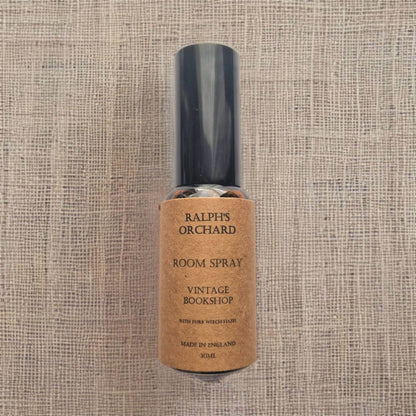 RALPH'S
ORCHARD
ROOM SPRAY
VINTAGE
BOOKSHOP
WITH PURE WITCH HAZEL
MADE IN ENGLAND
30ML